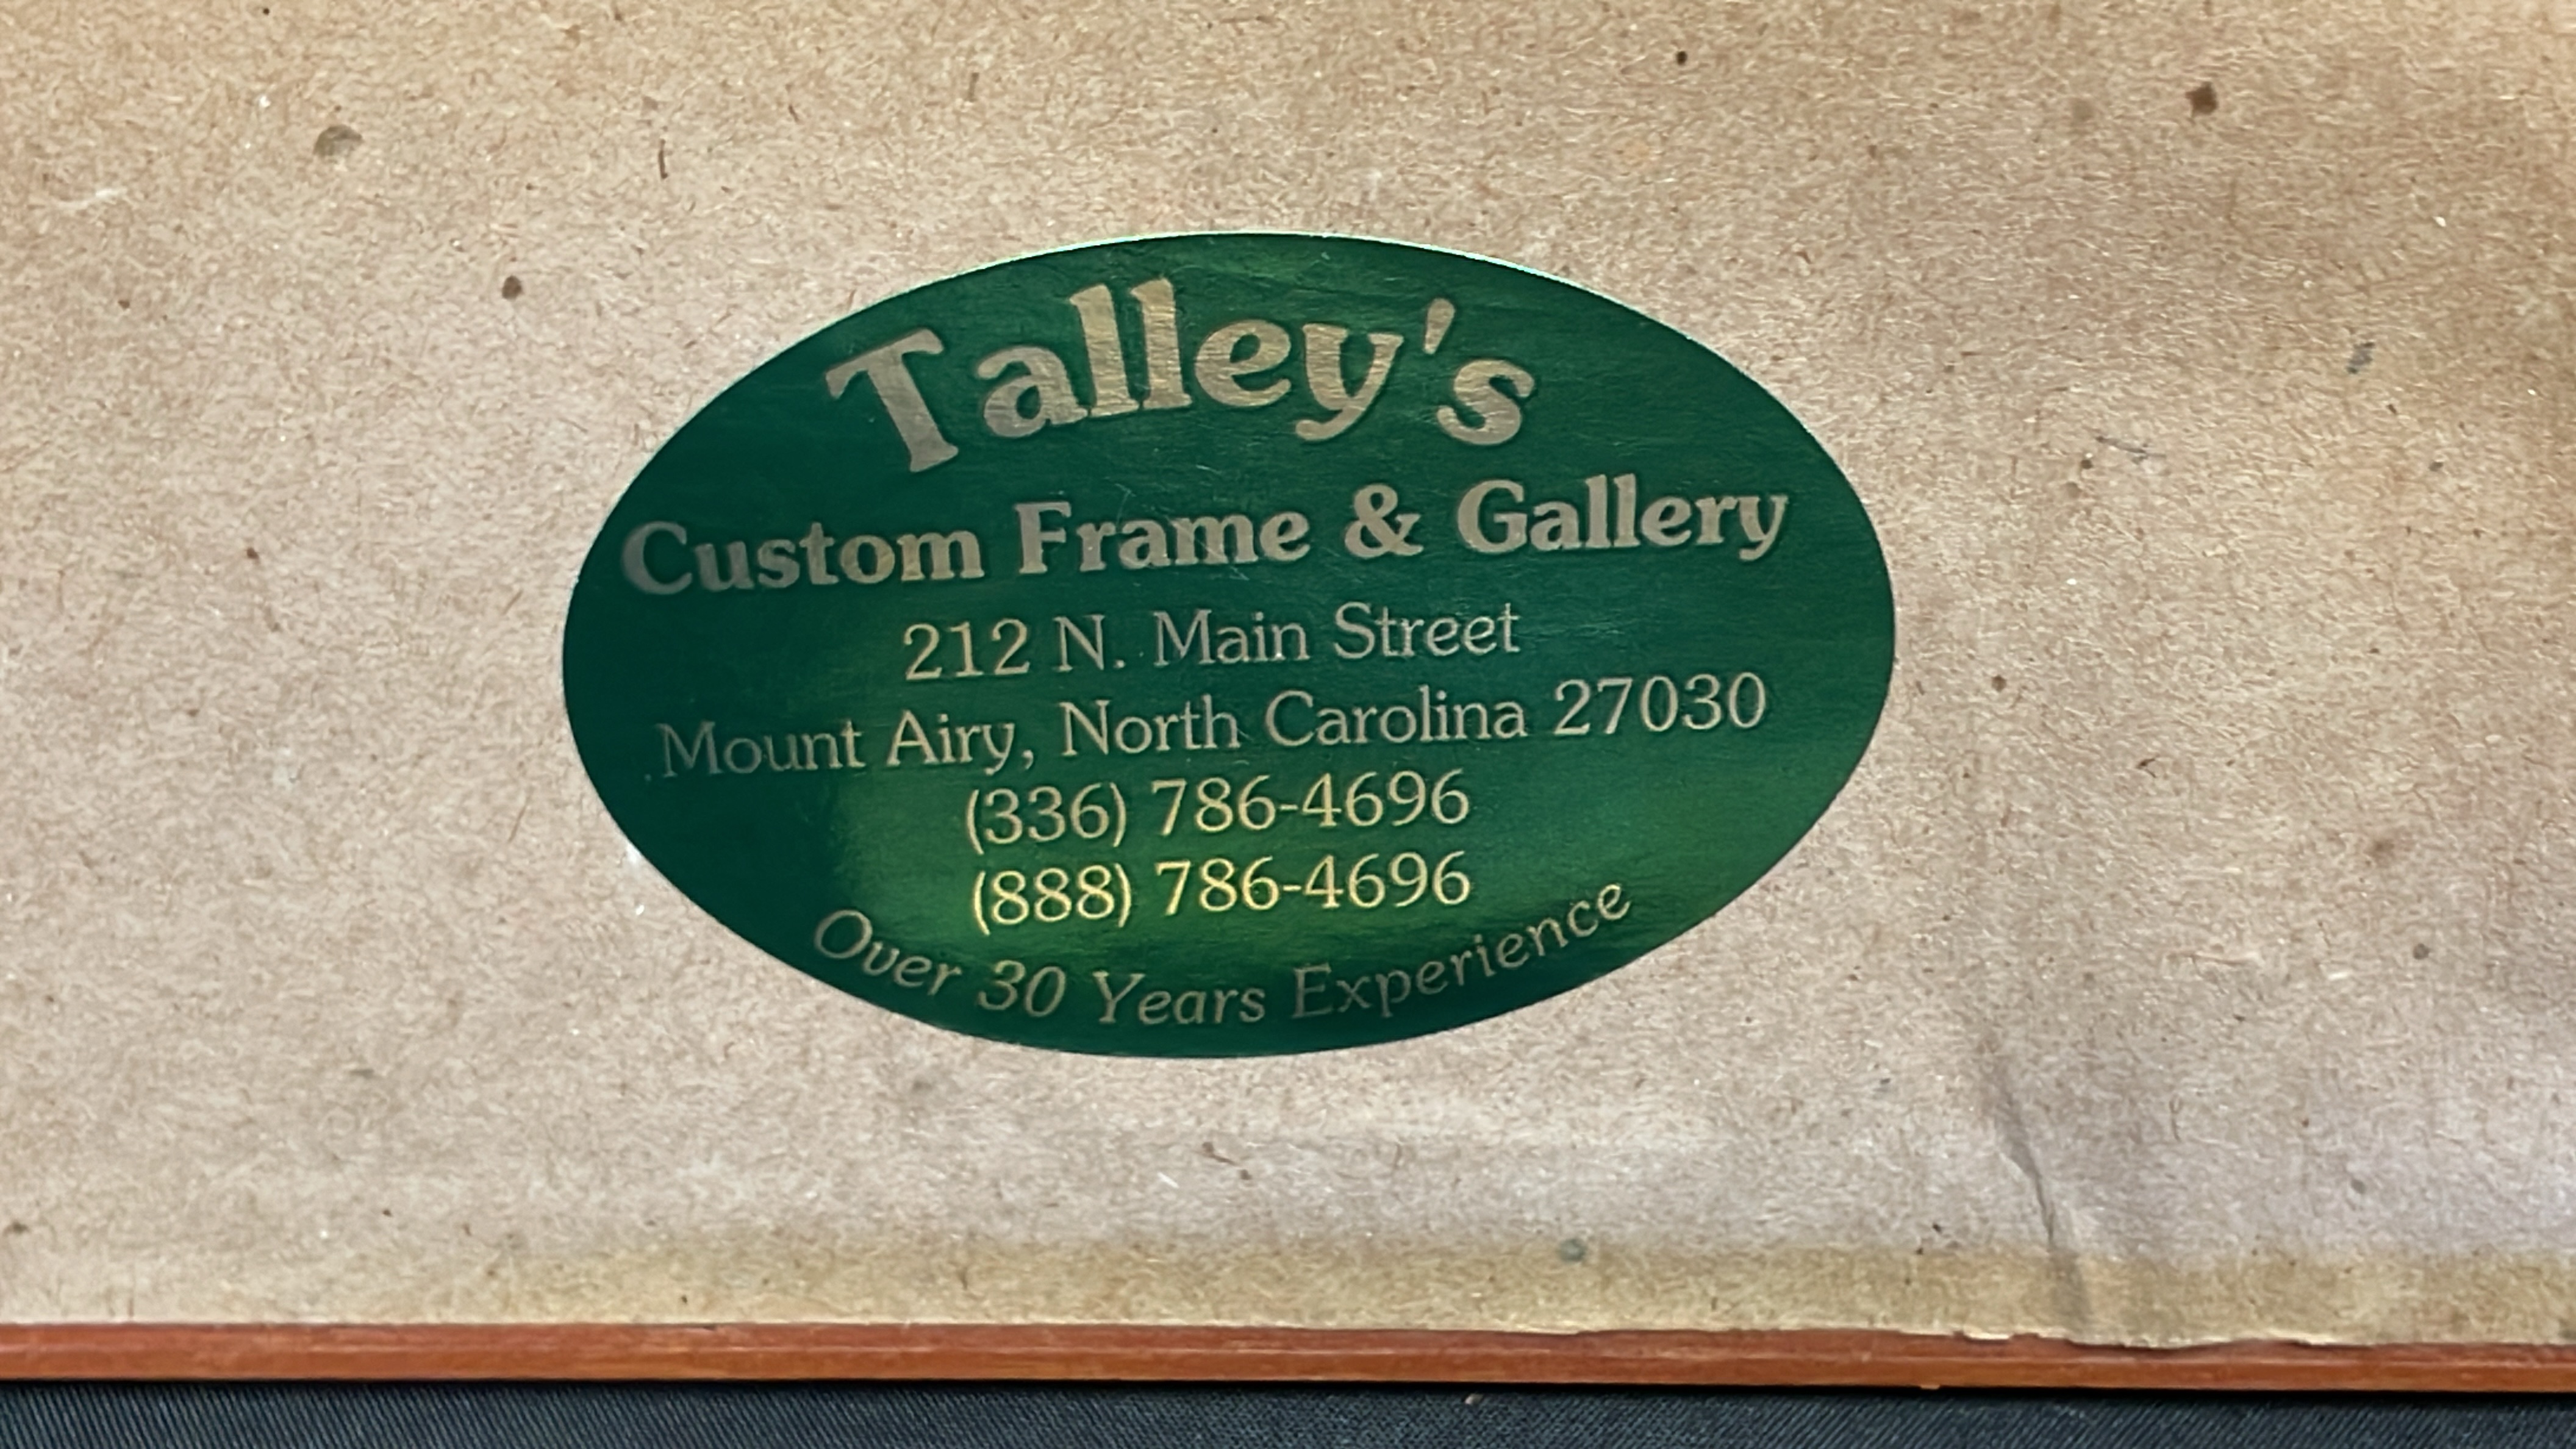 Talley's
Custom Frame & Gallery
212 N. Main Street
Mount Airy, North Carolina 27030
(336) 786-4696
(888) 786-4696
Over 30 Years Experience